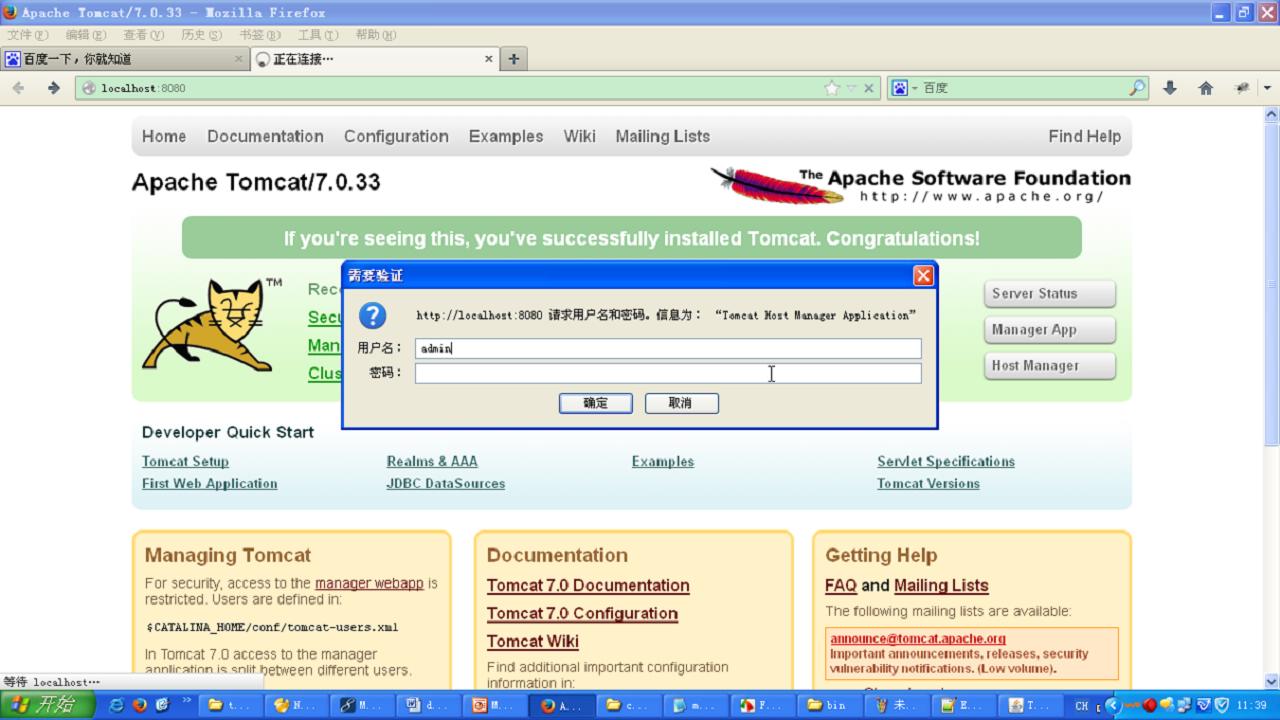 Apache Tomcat/7.0.33 - Mozilla Firefox
文件(F) 编辑(E) 查看(V) 历史(S) 书签(B) 工具(T) 帮助(H)
百度一下，你就知道 正在连接…
localhost:8080 百度
Home Documentation Configuration Examples Wiki Mailing Lists Find Help
Apache Tomcat/7.0.33
The Apache Software Foundation
http://www.apache.org/
If you're seeing this, you've successfully installed Tomcat. Congratulations!
TM
需要验证
http://localhost:8080 请求用户名和密码。信息为： “Tomcat Host Manager Application”
用户名： admin
密码：
确定 取消
Server Status
Manager App
Host Manager
Developer Quick Start
Tomcat Setup Realms & AAA Examples Servlet Specifications
First Web Application JDBC DataSources Tomcat Versions
Managing Tomcat
For security, access to the manager webapp is
restricted. Users are defined in:
$CATALINA_HOME/conf/tomcat-users.xml
In Tomcat 7.0 access to the manager
application is split between different users.
Documentation
Tomcat 7.0 Documentation
Tomcat 7.0 Configuration
Tomcat Wiki
Find additional important configuration
information in:
Getting Help
FAQ and Mailing Lists
The following mailing lists are available:
announce@tomcat.apache.org
Important announcements, releases, security
vulnerability notifications. (Low volume).
等待 localhost…
开始 t... N... M... d... M... A... c... m... F... bin 未... E... T... CH 11:39